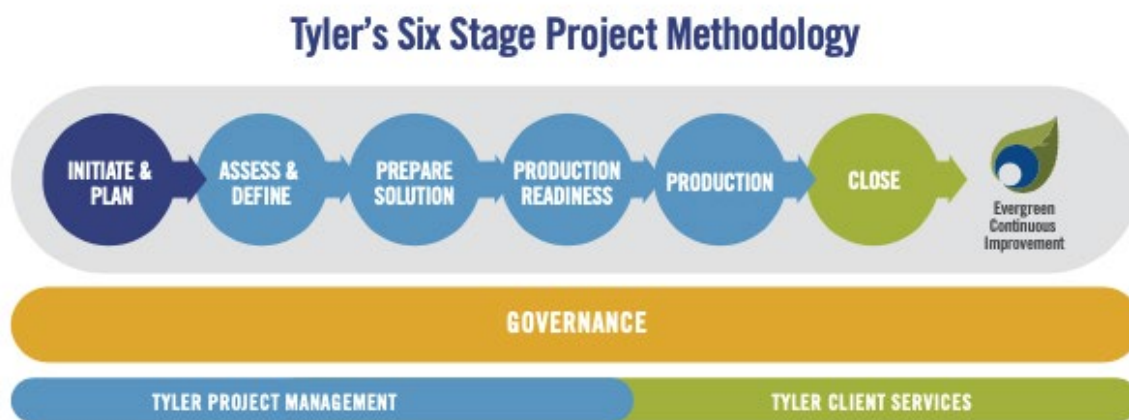 Tyler's Six Stage Project Methodology
INITIATE &
PLAN
ASSESS &
DEFINE
PREPARE
SOLUTION
PRODUCTION
READINESS
PRODUCTION
CLOSE
Evergreen
Continuous
Improvement
GOVERNANCE
TYLER PROJECT MANAGEMENT
TYLER CLIENT SERVICES